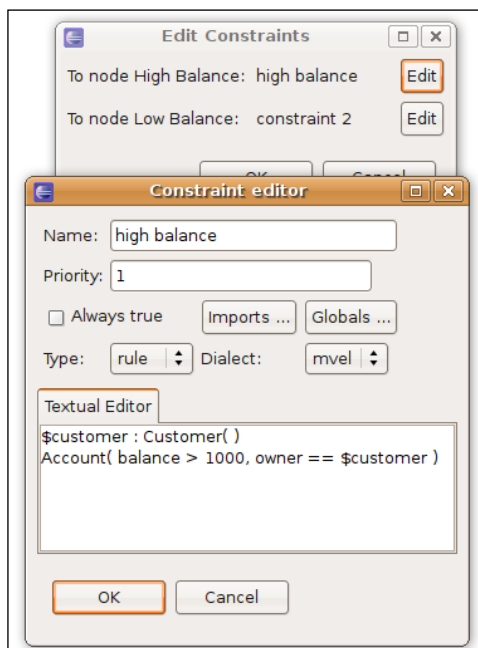 Edit Constraints
To node High Balance: high balance Edit
To node Low Balance: constraint 2 Edit
OK Cancel
Constraint editor
Name: high balance
Priority: 1
Always true Imports ... Globals ...
Type: rule Dialect: mvel
Textual Editor
$customer : Customer( )
Account( balance > 1000, owner == $customer )
OK Cancel